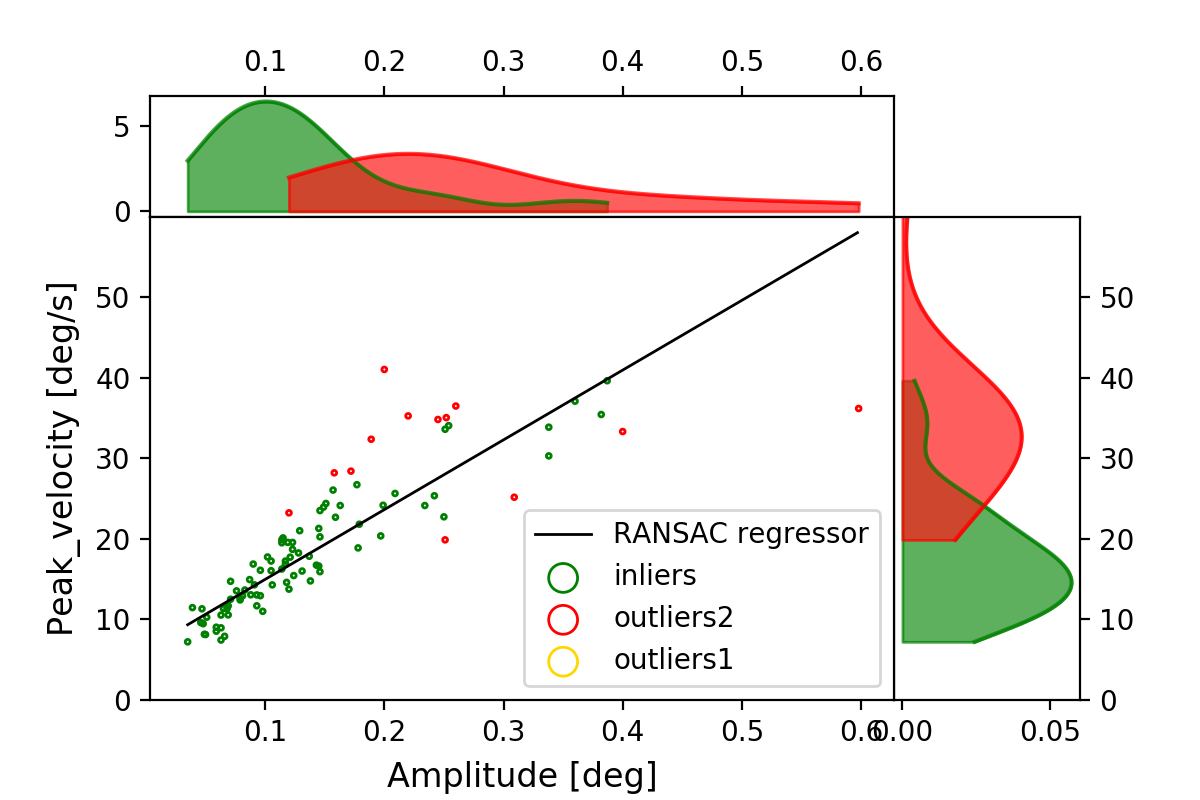 0.1 0.2 0.3 0.4 0.5 0.6
5
0
Peak_velocity [deg/s]
50
40
30
20
10
0
RANSAC regressor
inliers
outliers2
outliers1
50
40
30
20
10
0
0.1 0.2 0.3 0.4 0.5 0.6 0.00 0.05
Amplitude [deg]